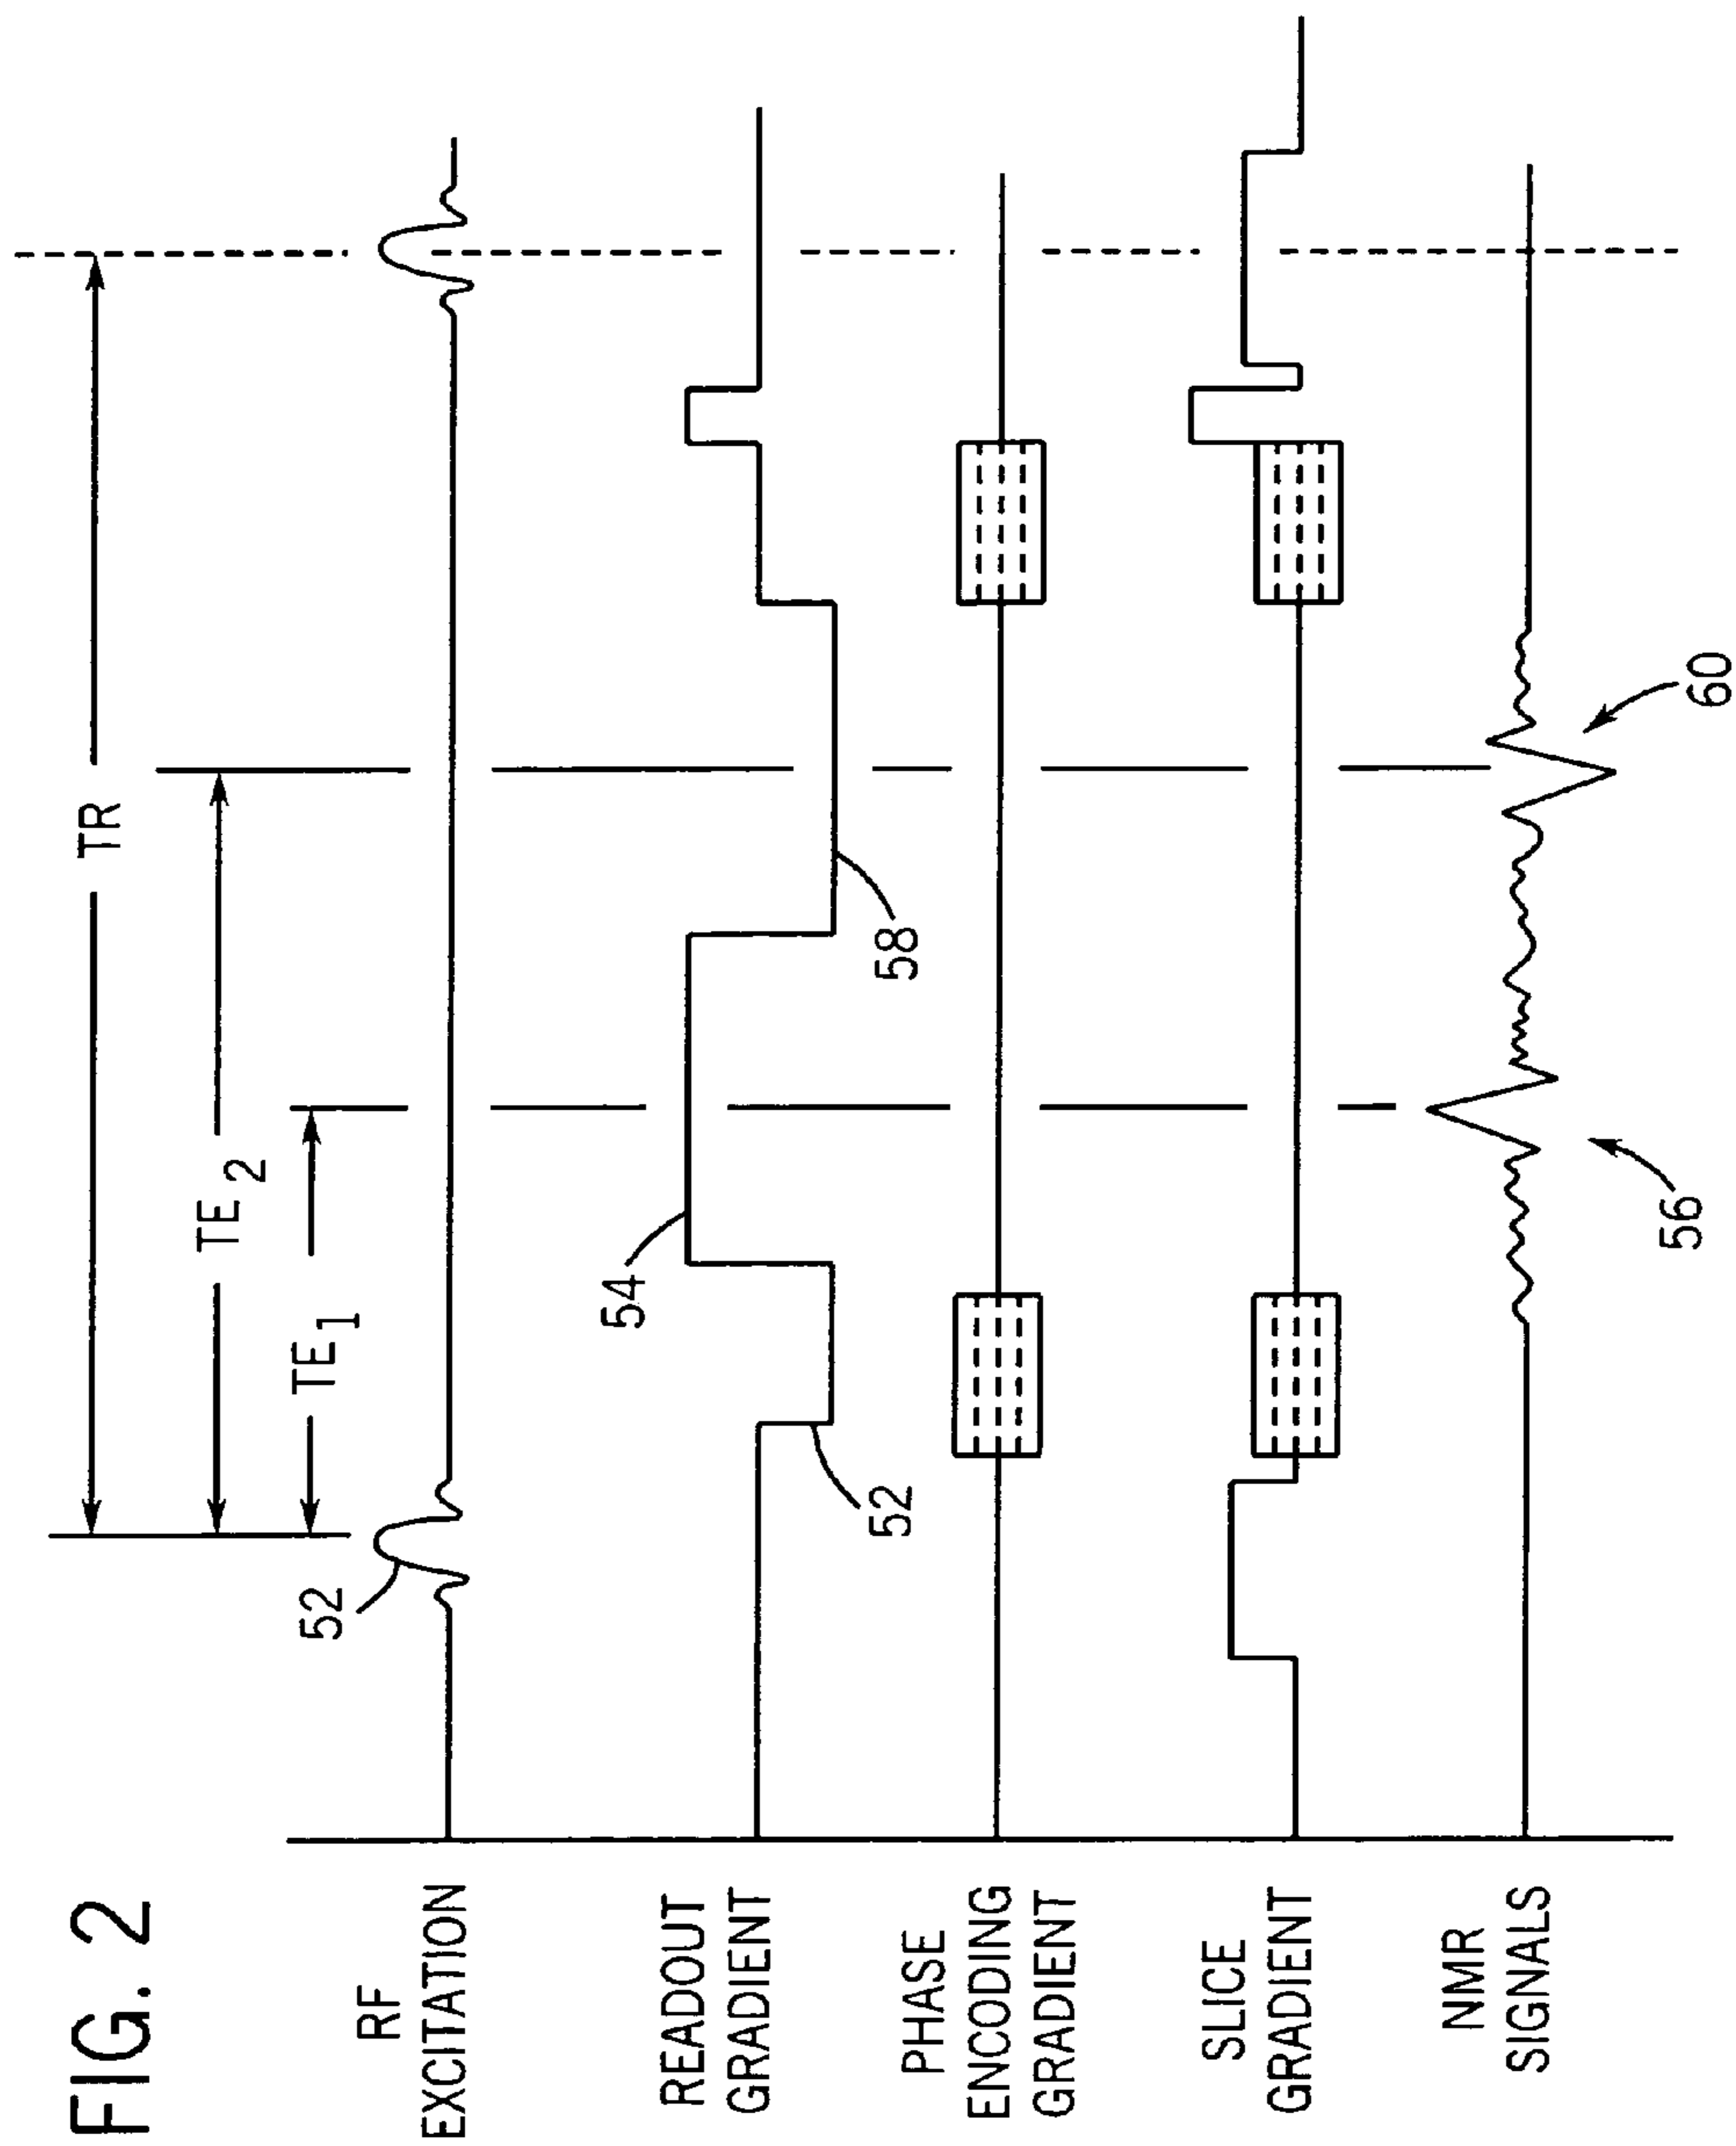 FIG. 2
TR
TE2
TE1
52
RF
EXCITATION
54
52
58
READOUT
GRADIENT
PHASE
ENCODING
GRADIENT
SLICE
GRADIENT
NMR
SIGNALS
56
60